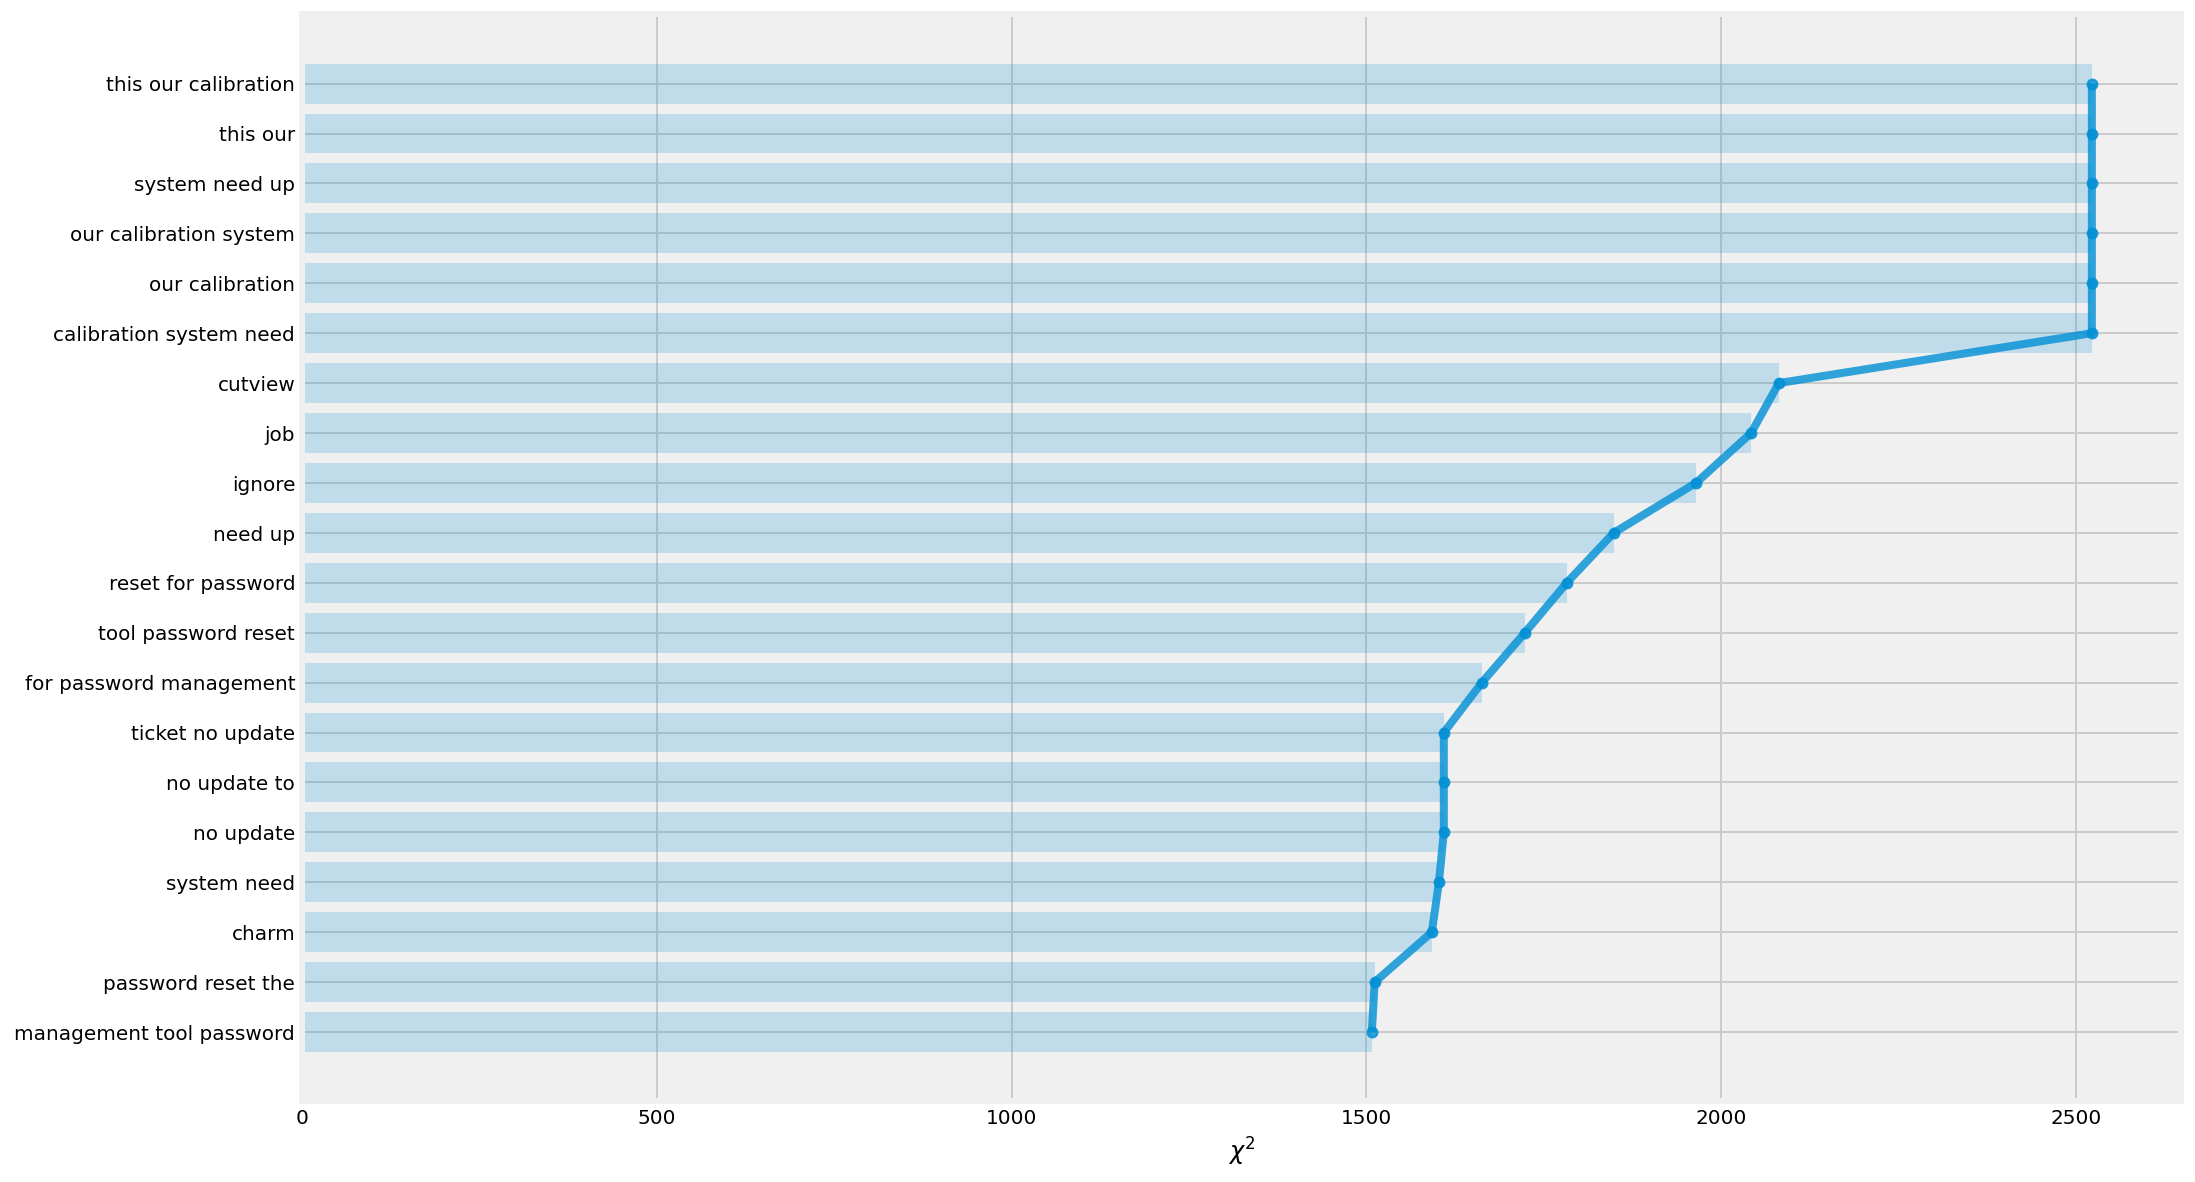 this our calibration
this our
system need up
our calibration system
our calibration
calibration system need
cutview
job
ignore
need up
reset for password
tool password reset
for password management
ticket no update
no update to
no update
system need
charm
password reset the
management tool password
0 500 1000 1500 2000 2500
χ²